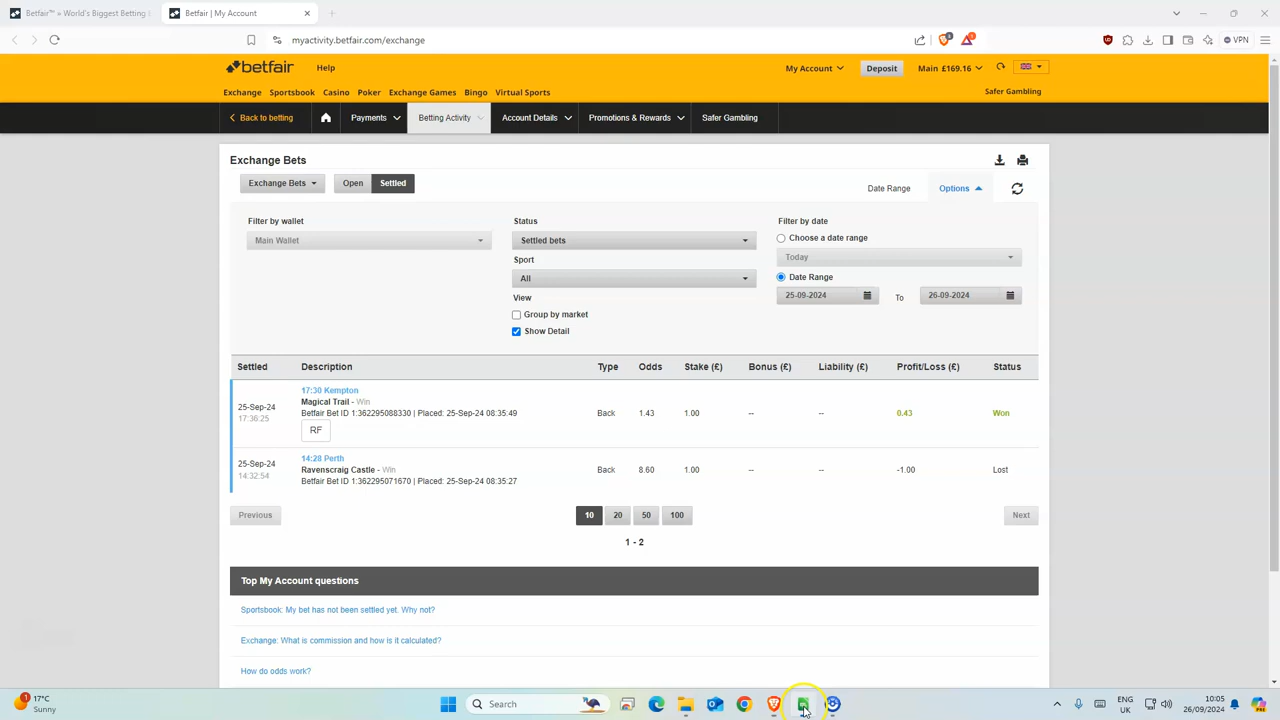 Betfair™ » World's Biggest Betting
Betfair | My Account
myactivity.betfair.com/exchange
VPN
betfair
Help
My Account
Deposit
Main £169.16
Exchange Sportsbook Casino Poker Exchange Games Bingo Virtual Sports
Safer Gambling
Back to betting
Payments
Betting Activity
Account Details
Promotions & Rewards
Safer Gambling
Exchange Bets
Exchange Bets
Open
Settled
Date Range
Options
Filter by wallet
Main Wallet
Status
Settled bets
Sport
All
View
Group by market
Show Detail
Filter by date
Choose a date range
Today
Date Range
25-09-2024 To 26-09-2024
Settled Description Type Odds Stake (£) Bonus (£) Liability (£) Profit/Loss (£) Status
17:30 Kempton
Magical Trail - Win
25-Sep-24
17:36:25
Betfair Bet ID 1:362295088330 | Placed: 25-Sep-24 08:35:49
RF
Back 1.43 1.00 -- -- 0.43 Won
14:28 Perth
25-Sep-24
14:32:54
Ravenscraig Castle - Win
Betfair Bet ID 1:362295071670 | Placed: 25-Sep-24 08:35:27
Back 8.60 1.00 -- -- -1.00 Lost
Previous
10 20 50 100
Next
1 - 2
Top My Account questions
Sportsbook: My bet has not been settled yet. Why not?
Exchange: What is commission and how is it calculated?
How do odds work?
17°C
Sunny
Search
ENG
UK
10:05
26/09/2024